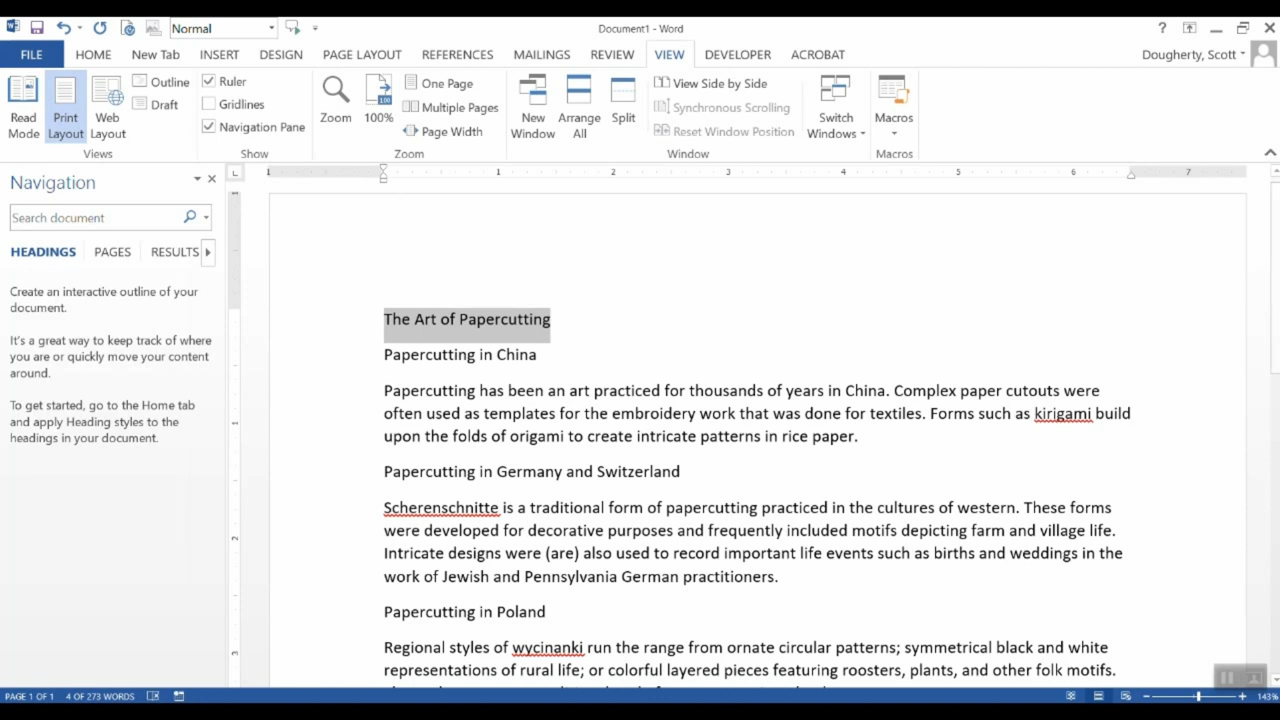 Normal
Document1 - Word
?
FILE HOME New Tab INSERT DESIGN PAGE LAYOUT REFERENCES MAILINGS REVIEW VIEW DEVELOPER ACROBAT
Dougherty, Scott
Read Mode
Print Layout
Web Layout
Outline
Draft
Views
Ruler
Gridlines
Navigation Pane
Show
Zoom
100%
One Page
Multiple Pages
Page Width
Zoom
New Window
Arrange All
Split
View Side by Side
Synchronous Scrolling
Reset Window Position
Switch Windows
Window
Macros
Macros
Navigation
Search document
HEADINGS PAGES RESULTS
Create an interactive outline of your
document.
It's a great way to keep track of where
you are or quickly move your content
around.
To get started, go to the Home tab
and apply Heading styles to the
headings in your document.
1 1 2 3 4 5 6 7
1
1
2
3
The Art of Papercutting
Papercutting in China
Papercutting has been an art practiced for thousands of years in China. Complex paper cutouts were
often used as templates for the embroidery work that was done for textiles. Forms such as kirigami build
upon the folds of origami to create intricate patterns in rice paper.
Papercutting in Germany and Switzerland
Scherenschnitte is a traditional form of papercutting practiced in the cultures of western. These forms
were developed for decorative purposes and frequently included motifs depicting farm and village life.
Intricate designs were (are) also used to record important life events such as births and weddings in the
work of Jewish and Pennsylvania German practitioners.
Papercutting in Poland
Regional styles of wycinanki run the range from ornate circular patterns; symmetrical black and white
representations of rural life; or colorful layered pieces featuring roosters, plants, and other folk motifs.
PAGE 1 OF 1 4 OF 273 WORDS
143%